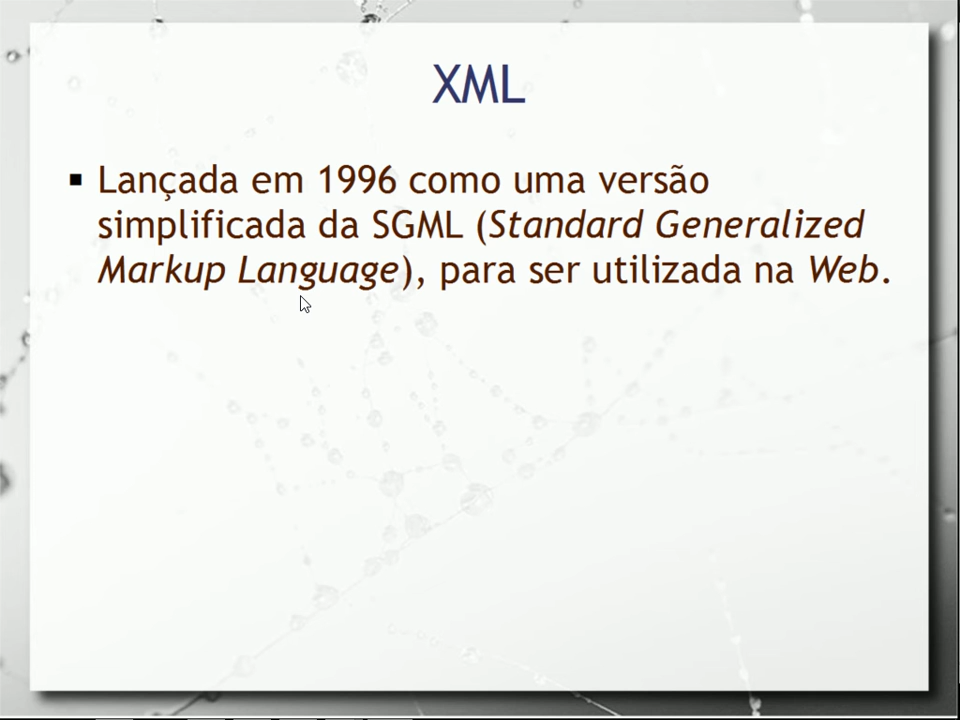 XML
▪ Lançada em 1996 como uma versão
simplificada da SGML (Standard Generalized
Markup Language), para ser utilizada na Web.